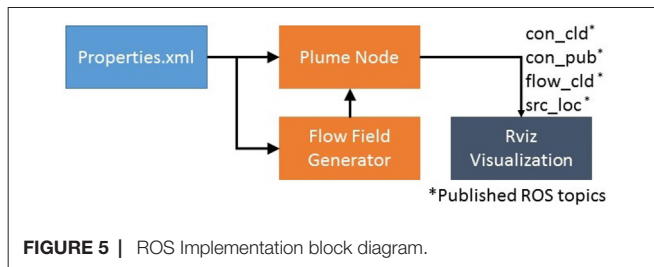 Properties.xml
Plume Node
con_cld*
con_pub*
flow_cld*
src_loc*
Flow Field
Generator
Rviz
Visualization
*Published ROS topics
FIGURE 5 | ROS Implementation block diagram.